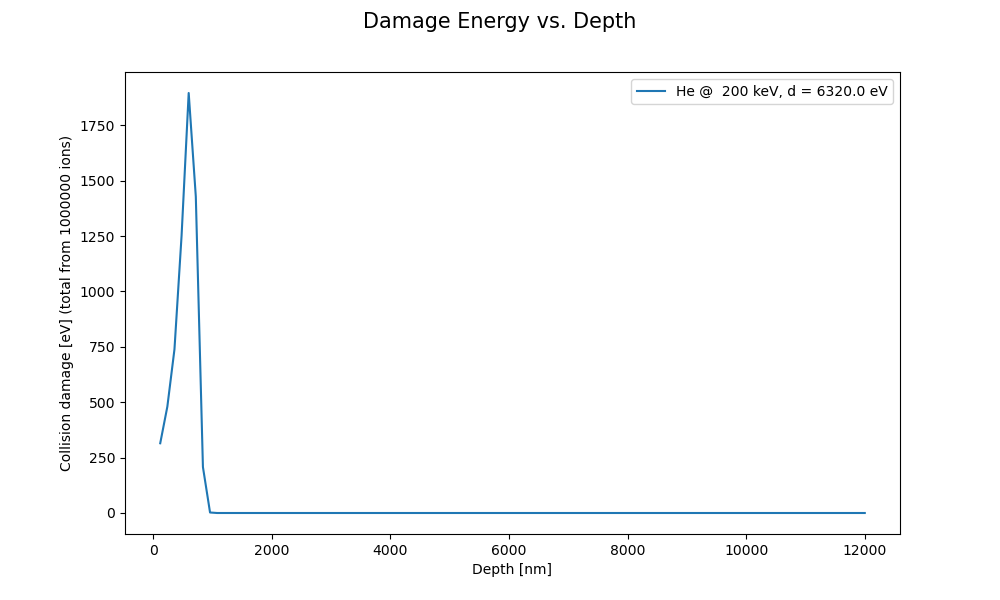 Damage Energy vs. Depth
He @  200 keV, d = 6320.0 eV
Collision damage [eV] (total from 1000000 ions)
1750
1500
1250
1000
750
500
250
0
0 2000 4000 6000 8000 10000 12000
Depth [nm]